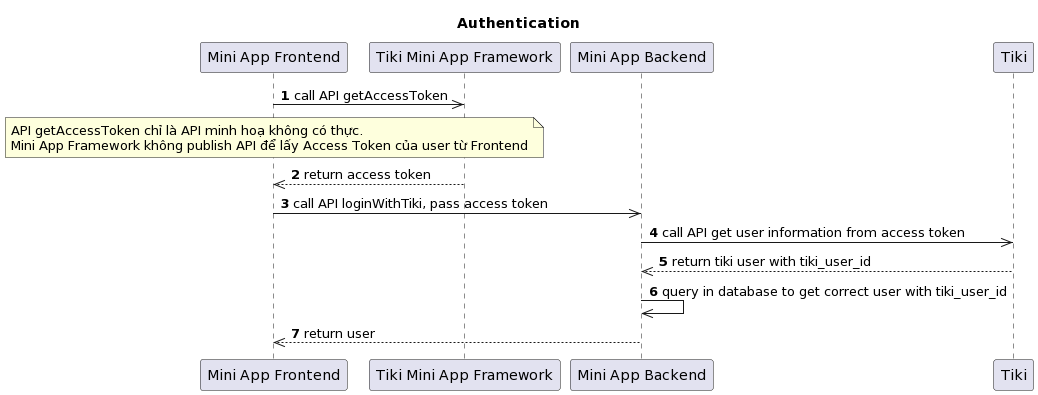 Authentication
Mini App Frontend
Tiki Mini App Framework
Mini App Backend
Tiki
1 call API getAccessToken
API getAccessToken chỉ là API minh hoạ không có thực.
Mini App Framework không publish API để lấy Access Token của user từ Frontend
2 return access token
3 call API loginWithTiki, pass access token
4 call API get user information from access token
5 return tiki user with tiki_user_id
6 query in database to get correct user with tiki_user_id
7 return user
Mini App Frontend
Tiki Mini App Framework
Mini App Backend
Tiki